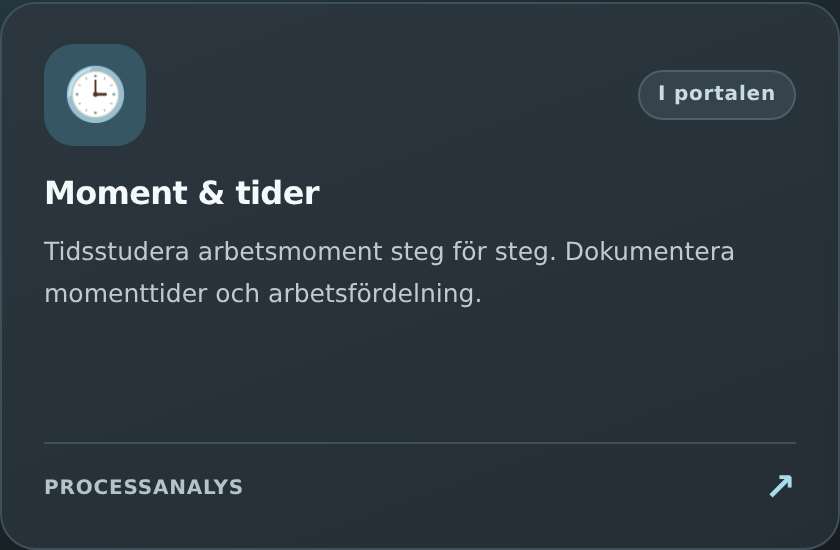 I portalen
Moment & tider
Tidsstudera arbetsmoment steg för steg. Dokumentera
momenttider och arbetsfördelning.
PROCESSANALYS